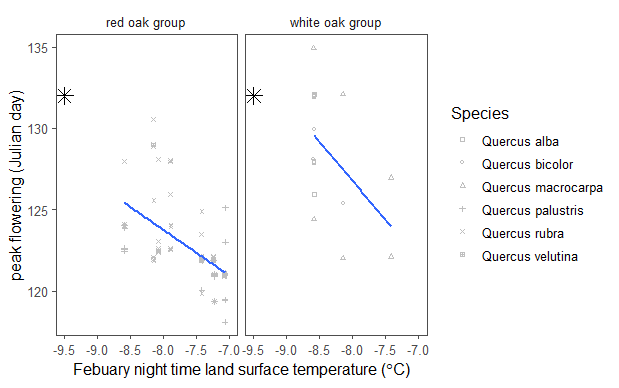 red oak group
white oak group
peak flowering (Julian day)
135
130
125
120
-9.5 -9.0 -8.5 -8.0 -7.5 -7.0
-9.5 -9.0 -8.5 -8.0 -7.5 -7.0
Febuary night time land surface temperature (°C)
Species
Quercus alba
Quercus bicolor
Quercus macrocarpa
Quercus palustris
Quercus rubra
Quercus velutina